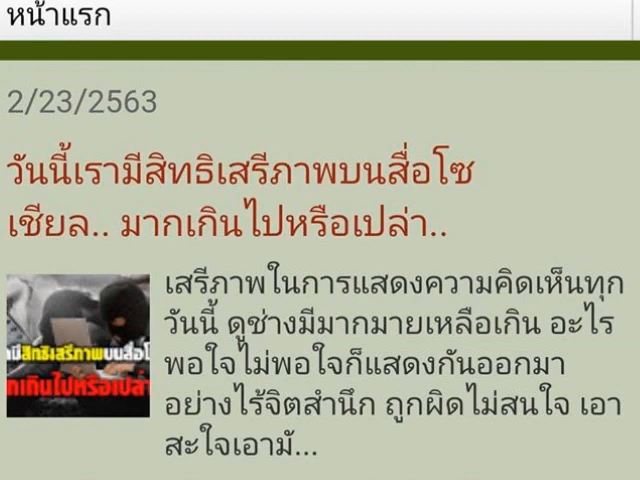 หน้าแรก
2/23/2563
วันนี้เรามีสิทธิเสรีภาพบนสื่อโซ
เชียล.. มากเกินไปหรือเปล่า..
เสรีภาพในการแสดงความคิดเห็นทุก
วันนี้ ดูช่างมีมากมายเหลือเกิน อะไร
พอใจไม่พอใจก็แสดงกันออกมา
อย่างไร้จิตสำนึก ถูกผิดไม่สนใจ เอา
สะใจเอามั...
ามีสิทธิเสรีภาพบนสื่อโ
กเกินไปหรือเปล่า